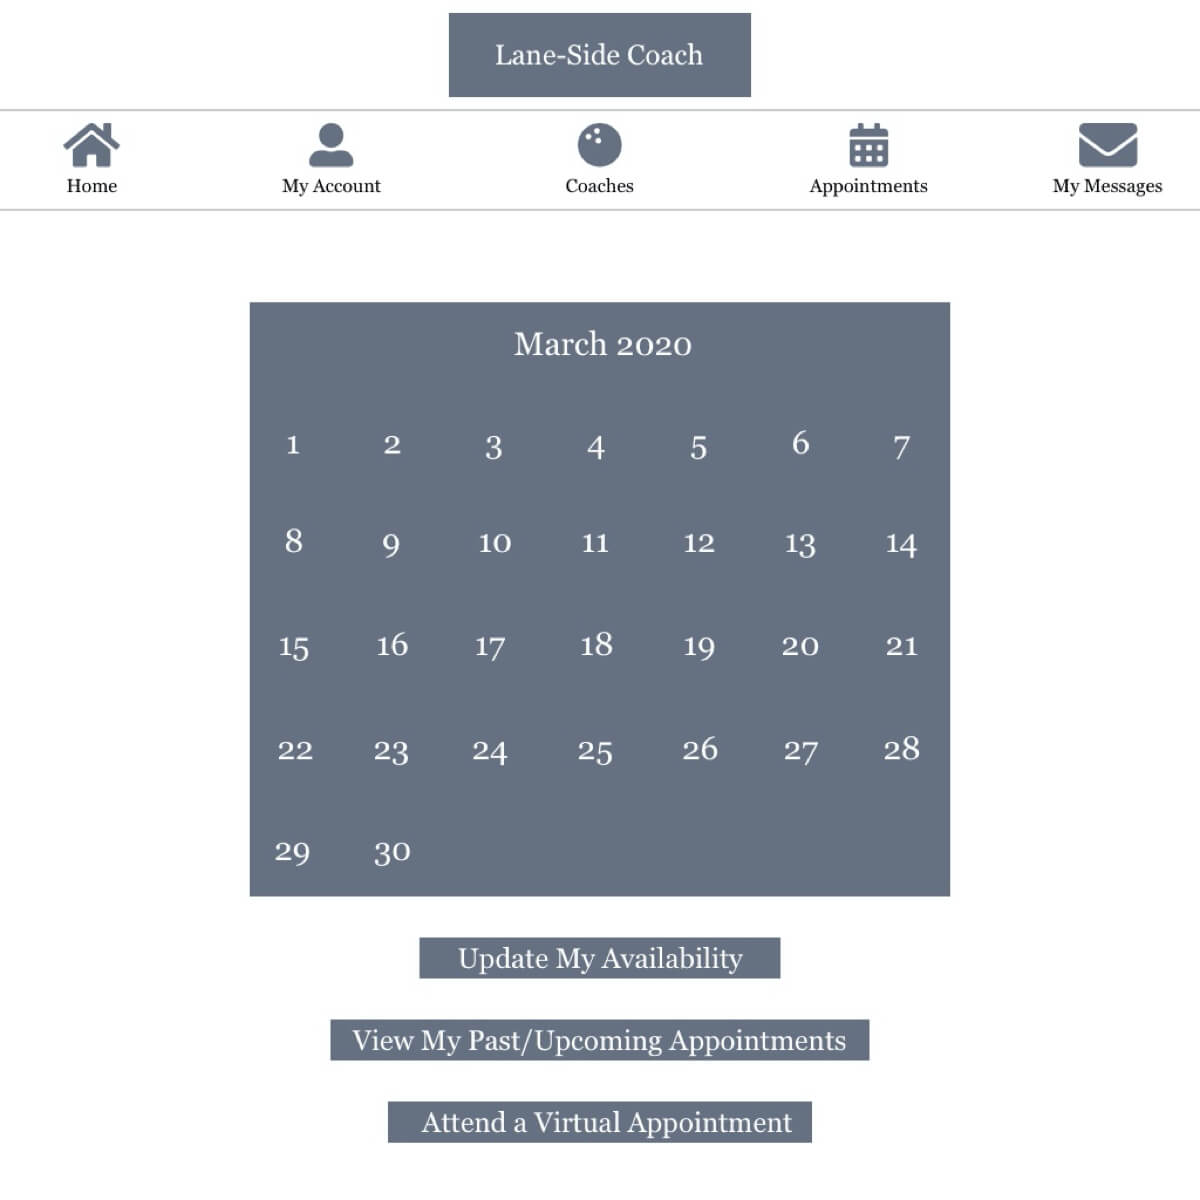 Lane-Side Coach
Home My Account Coaches Appointments My Messages
March 2020
1 2 3 4 5 6 7
8 9 10 11 12 13 14
15 16 17 18 19 20 21
22 23 24 25 26 27 28
29 30
Update My Availability
View My Past/Upcoming Appointments
Attend a Virtual Appointment